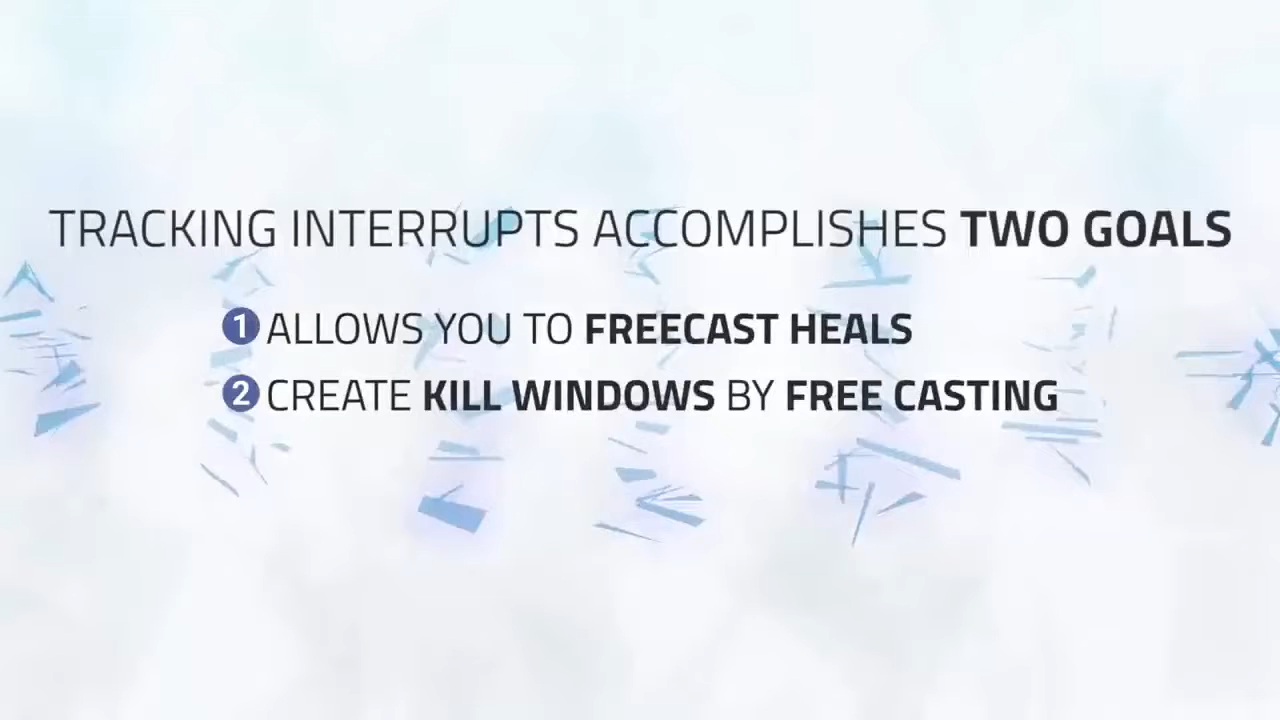 TRACKING INTERRUPTS ACCOMPLISHES TWO GOALS
1 ALLOWS YOU TO FREECAST HEALS
2 CREATE KILL WINDOWS BY FREE CASTING